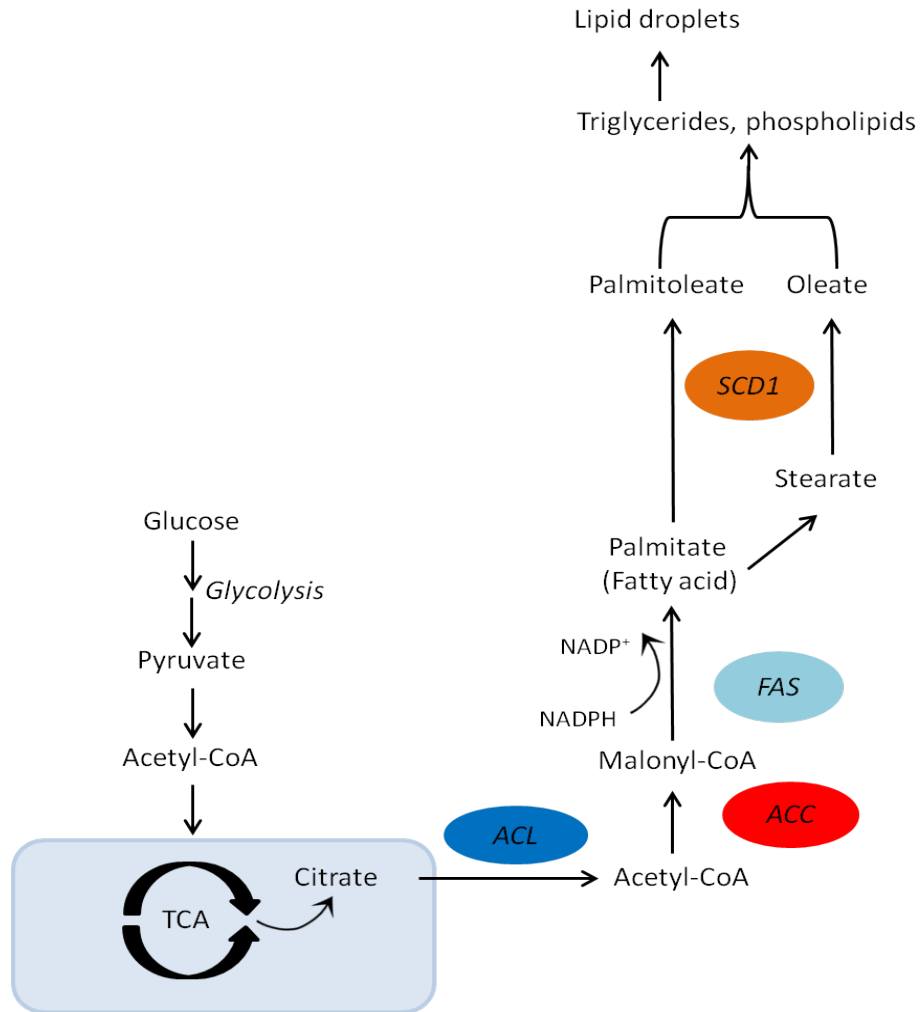 Lipid droplets
Triglycerides, phospholipids
Palmitoleate
Oleate
SCD1
Stearate
Glucose
Glycolysis
Pyruvate
Acetyl-CoA
Palmitate
(Fatty acid)
NADP⁺
NADPH
FAS
Malonyl-CoA
ACC
ACL
Acetyl-CoA
Citrate
TCA